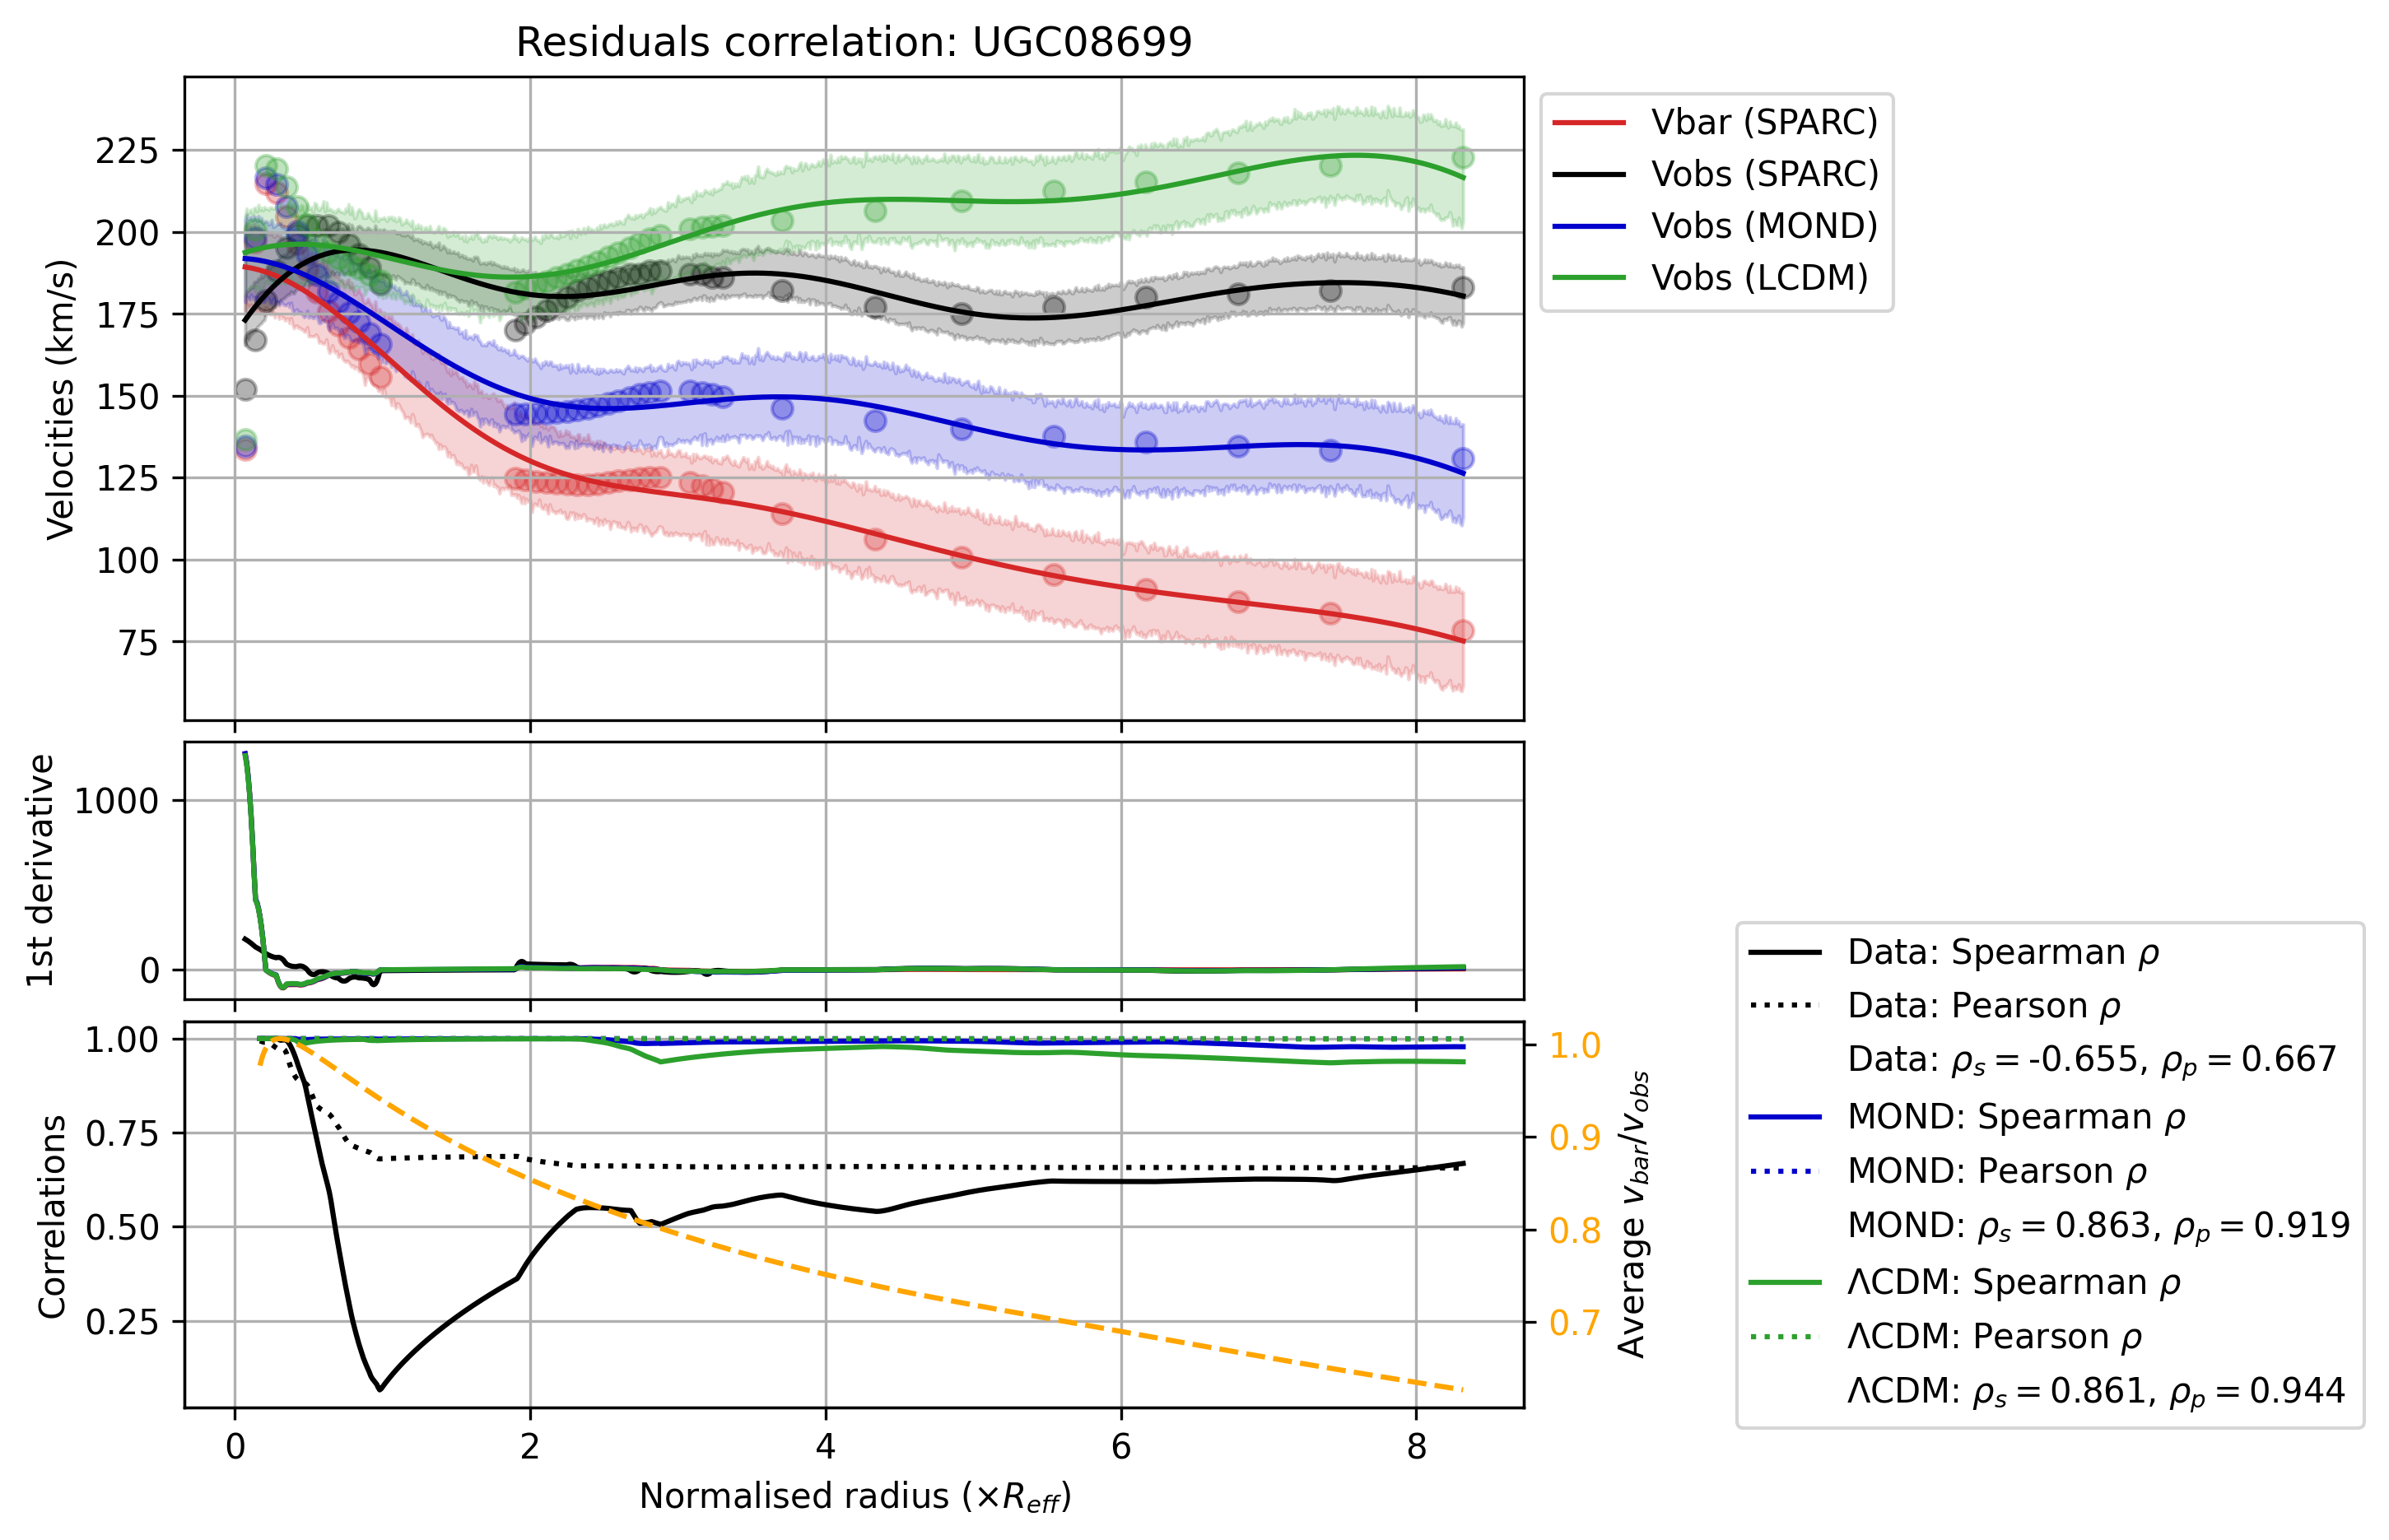 Residuals correlation: UGC08699
Velocities (km/s)
225
200
175
150
125
100
75
Vbar (SPARC)
Vobs (SPARC)
Vobs (MOND)
Vobs (LCDM)
1st derivative
1000
0
Correlations
1.00
0.75
0.50
0.25
1.0
0.9
0.8
0.7
Average v_bar/v_obs
0 2 4 6 8
Normalised radius (×R_eff)
Data: Spearman ρ
Data: Pearson ρ
Data: ρ_s = -0.655, ρ_p = 0.667
MOND: Spearman ρ
MOND: Pearson ρ
MOND: ρ_s = 0.863, ρ_p = 0.919
ΛCDM: Spearman ρ
ΛCDM: Pearson ρ
ΛCDM: ρ_s = 0.861, ρ_p = 0.944